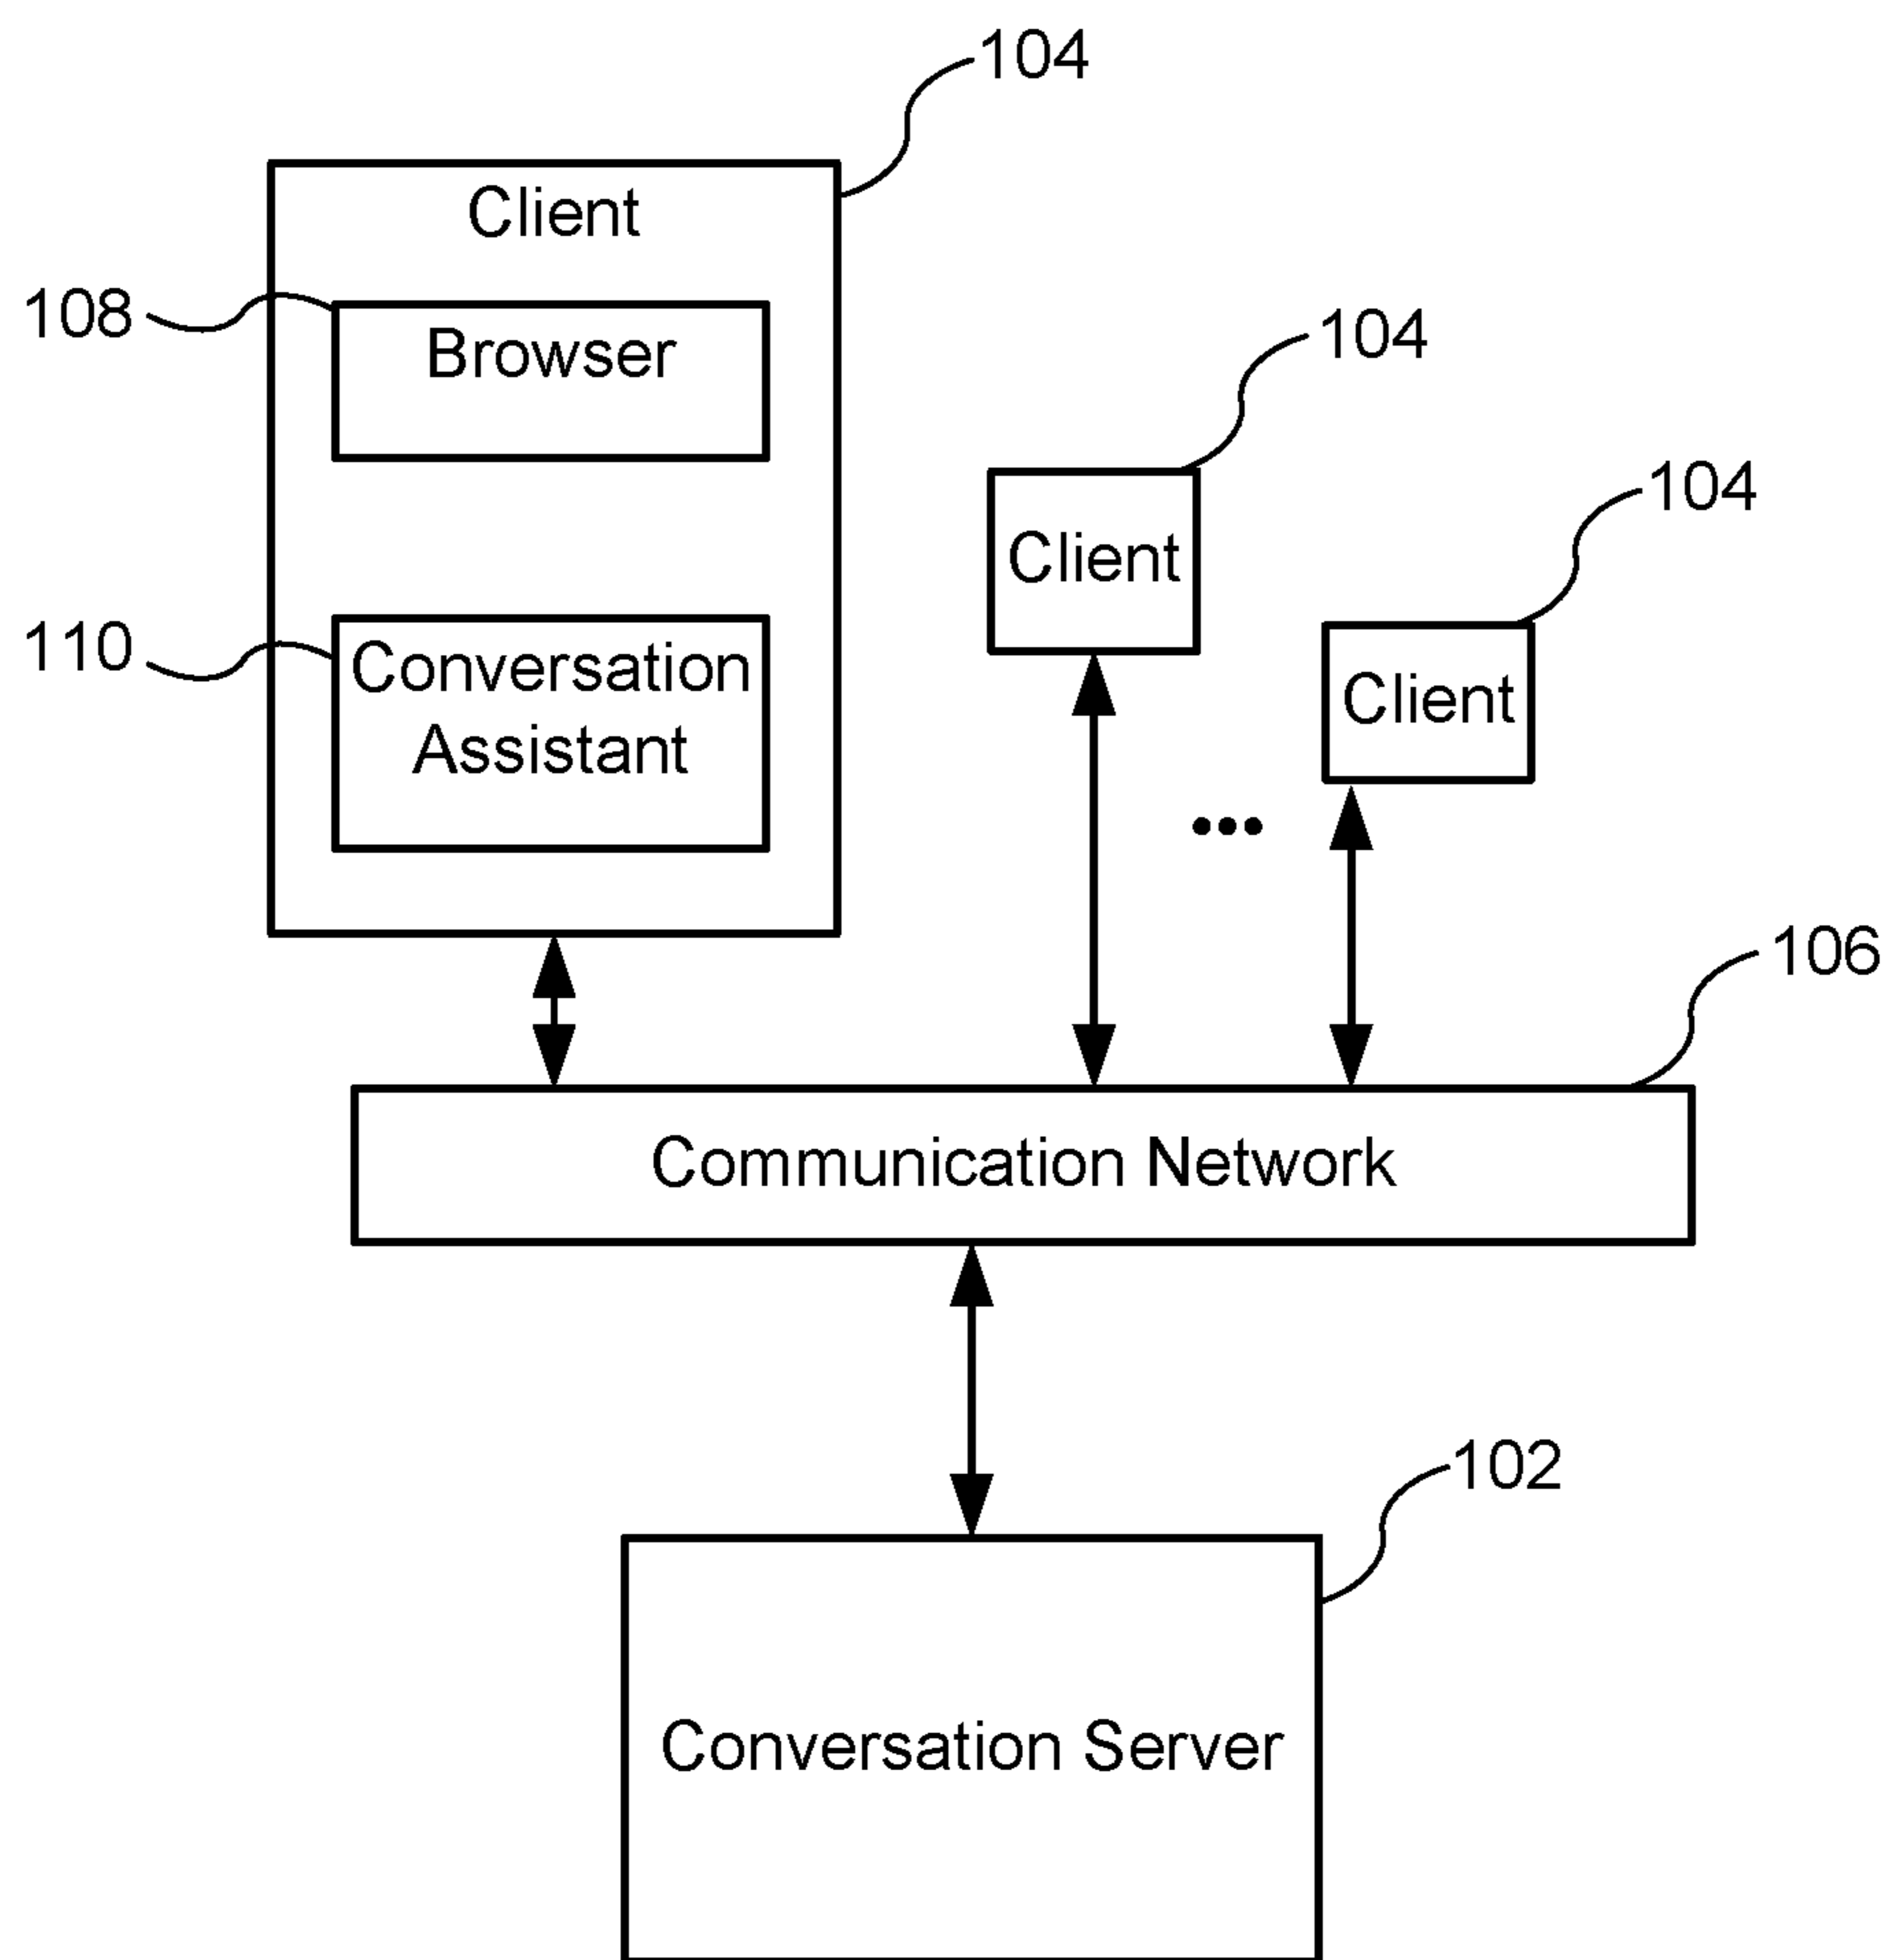 104
Client
108
Browser
104
Client
104
Client
110
Conversation
Assistant
•••
106
Communication Network
102
Conversation Server